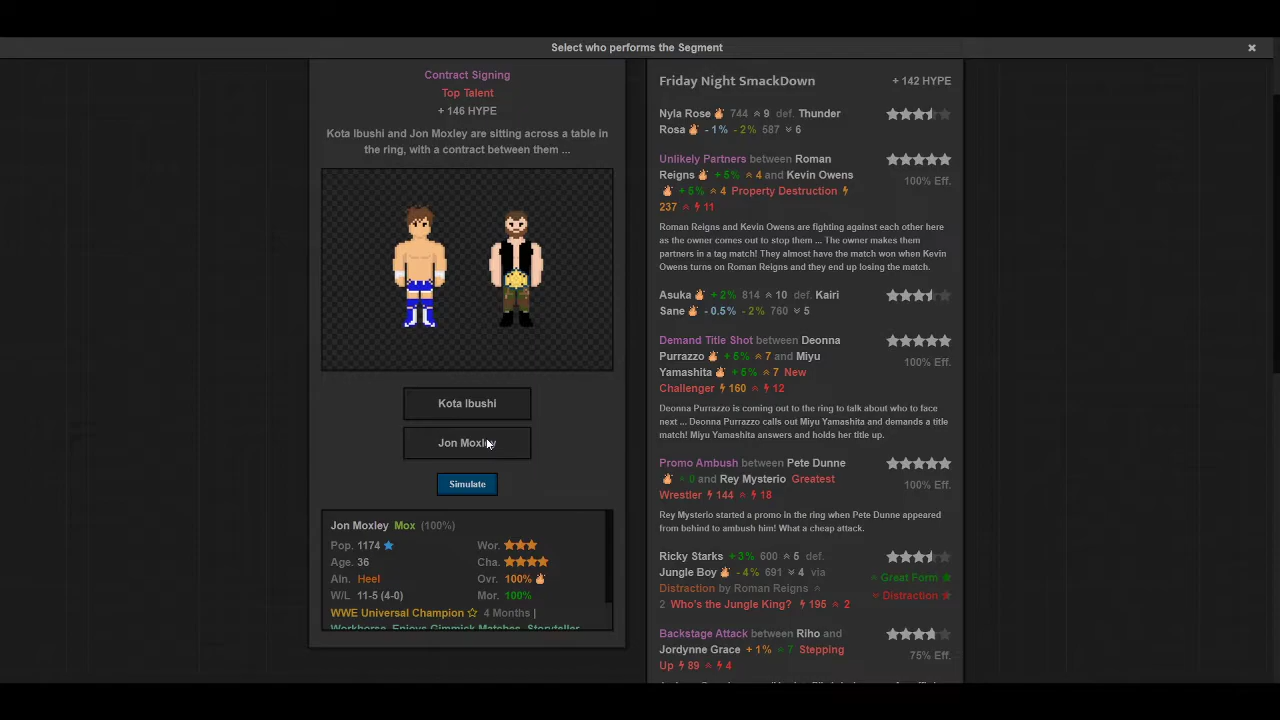 Select who performs the Segment
Contract Signing
Top Talent
+ 146 HYPE
Kota Ibushi and Jon Moxley are sitting across a table in
the ring, with a contract between them ...
Kota Ibushi
Jon Moxley
Simulate
Jon Moxley Mox (100%)
Pop. 1174
Wor.
Age. 36
Cha.
Aln. Heel
Ovr. 100%
W/L 11-5 (4-0)
Mor. 100%
WWE Universal Champion 4 Months |
Workhorse, Enjoys Gimmick Matches, Storyteller
Friday Night SmackDown
+ 142 HYPE
Nyla Rose 744 9 def. Thunder
Rosa - 1% - 2% 587 6
Unlikely Partners between Roman
Reigns + 5% 4 and Kevin Owens
+ 5% 4 Property Destruction
237 11
100% Eff.
Roman Reigns and Kevin Owens are fighting against each other here
as the owner comes out to stop them ... The owner makes them
partners in a tag match! They almost have the match won when Kevin
Owens turns on Roman Reigns and they end up losing the match.
Asuka + 2% 814 10 def. Kairi
Sane - 0.5% - 2% 760 5
Demand Title Shot between Deonna
Purrazzo + 5% 7 and Miyu
Yamashita + 5% 7 New
Challenger 160 12
100% Eff.
Deonna Purrazzo is coming out to the ring to talk about who to face
next ... Deonna Purrazzo calls out Miyu Yamashita and demands a title
match! Miyu Yamashita answers and holds her title up.
Promo Ambush between Pete Dunne
0 and Rey Mysterio Greatest
Wrestler 144 18
100% Eff.
Rey Mysterio started a promo in the ring when Pete Dunne appeared
from behind to ambush him! What a cheap attack.
Ricky Starks + 3% 600 5 def.
Jungle Boy - 4% 691 4 via
Distraction by Roman Reigns
2 Who's the Jungle King? 195 2
Great Form
Distraction
Backstage Attack between Riho and
Jordynne Grace + 1% 7 Stepping
Up 89 4
75% Eff.